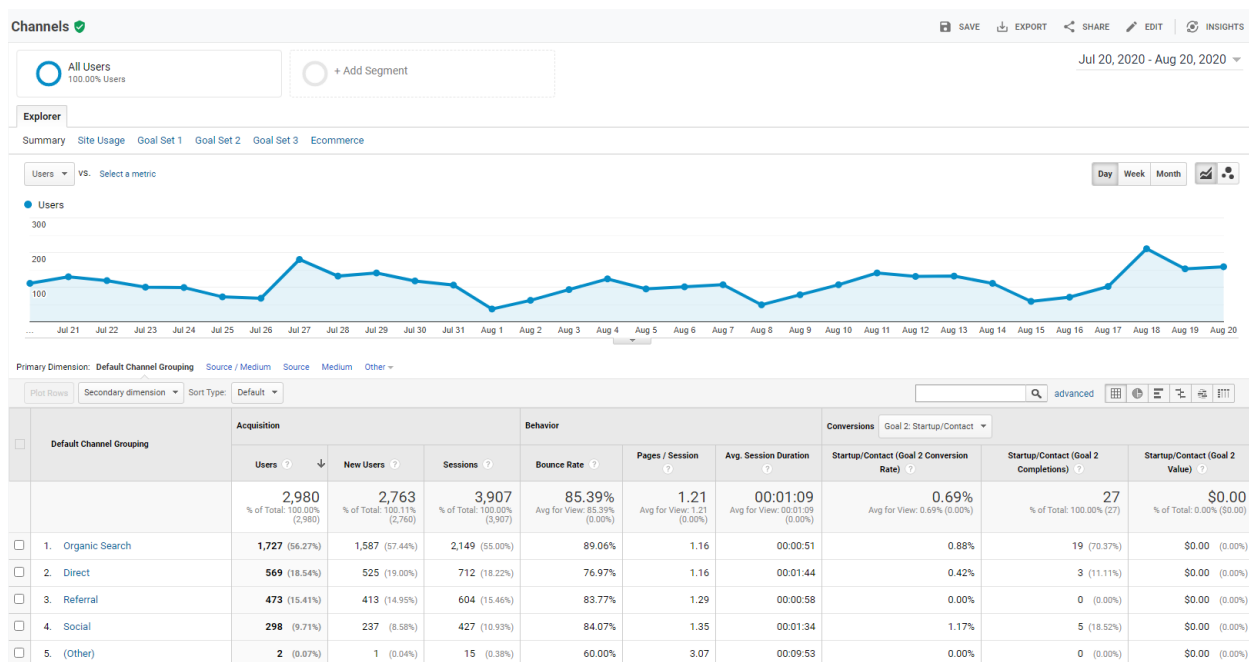 Channels
SAVE EXPORT SHARE EDIT INSIGHTS
All Users
100.00% Users
+ Add Segment
Jul 20, 2020 - Aug 20, 2020
Explorer
Summary Site Usage Goal Set 1 Goal Set 2 Goal Set 3 Ecommerce
Users VS. Select a metric
Day Week Month
Users
300
200
100
... Jul 21 Jul 22 Jul 23 Jul 24 Jul 25 Jul 26 Jul 27 Jul 28 Jul 29 Jul 30 Jul 31 Aug 1 Aug 2 Aug 3 Aug 4 Aug 5 Aug 6 Aug 7 Aug 8 Aug 9 Aug 10 Aug 11 Aug 12 Aug 13 Aug 14 Aug 15 Aug 16 Aug 17 Aug 18 Aug 19 Aug 20
Primary Dimension: Default Channel Grouping Source / Medium Source Medium Other
Plot Rows Secondary dimension Sort Type: Default advanced
Default Channel Grouping
Acquisition Behavior Conversions Goal 2: Startup/Contact
Users ? New Users ? Sessions ? Bounce Rate ? Pages / Session ? Avg. Session Duration ? Startup/Contact (Goal 2 Conversion Rate) ? Startup/Contact (Goal 2 Completions) ? Startup/Contact (Goal 2 Value) ?
2,980 2,763 3,907 85.39% 1.21 00:01:09 0.69% 27 $0.00
% of Total: 100.00% (2,980) % of Total: 100.11% (2,760) % of Total: 100.00% (3,907) Avg for View: 85.39% (0.00%) Avg for View: 1.21 (0.00%) Avg for View: 00:01:09 (0.00%) Avg for View: 0.69% (0.00%) % of Total: 100.00% (27) % of Total: 0.00% ($0.00)
1. Organic Search 1,727 (56.27%) 1,587 (57.44%) 2,149 (55.00%) 89.06% 1.16 00:00:51 0.88% 19 (70.37%) $0.00 (0.00%)
2. Direct 569 (18.54%) 525 (19.00%) 712 (18.22%) 76.97% 1.16 00:01:44 0.42% 3 (11.11%) $0.00 (0.00%)
3. Referral 473 (15.41%) 413 (14.95%) 604 (15.46%) 83.77% 1.29 00:00:58 0.00% 0 (0.00%) $0.00 (0.00%)
4. Social 298 (9.71%) 237 (8.58%) 427 (10.93%) 84.07% 1.35 00:01:34 1.17% 5 (18.52%) $0.00 (0.00%)
5. (Other) 2 (0.07%) 1 (0.04%) 15 (0.38%) 60.00% 3.07 00:09:53 0.00% 0 (0.00%) $0.00 (0.00%)